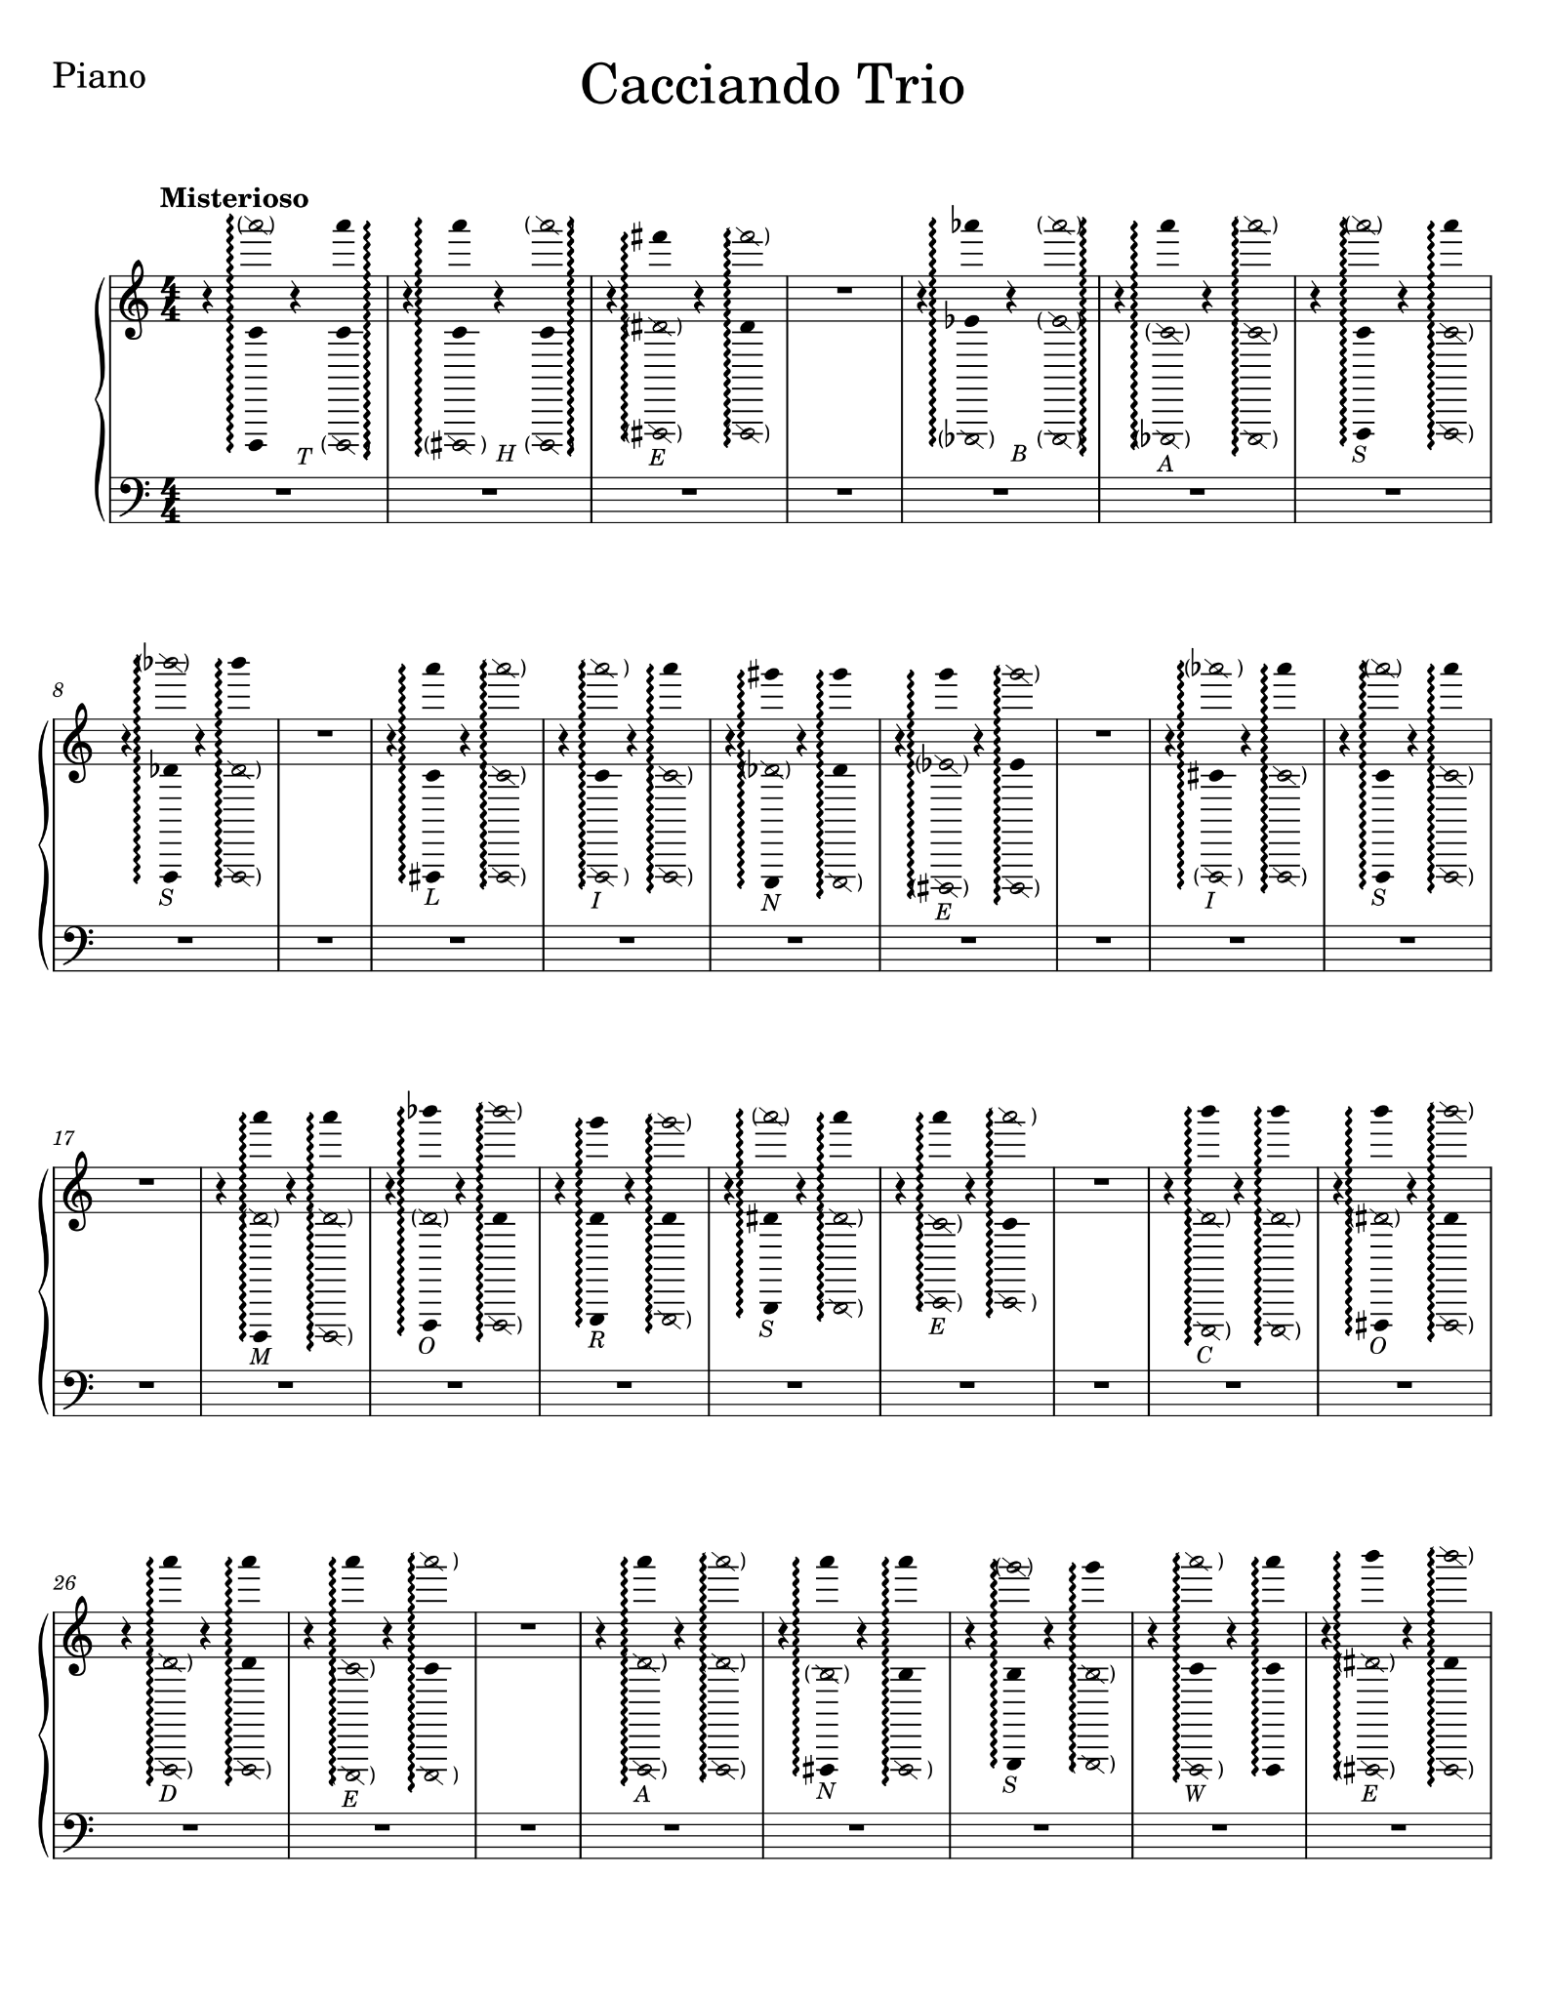 Piano
Cacciando Trio
Misterioso
T H E B A S
8
S L I N E I S
17
M O R S E C O
26
D E A N S W E